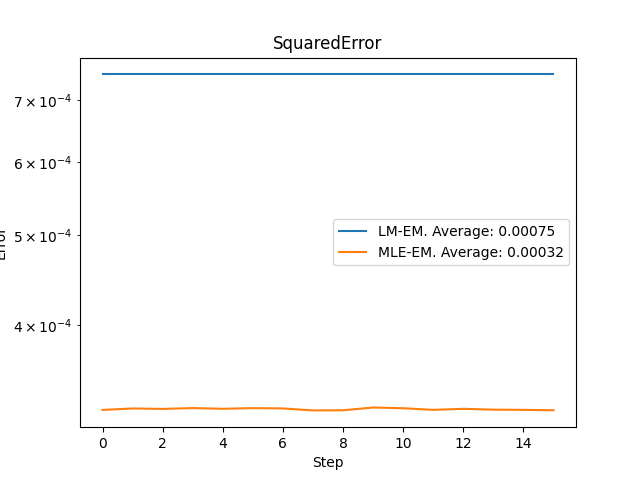 SquaredError
7 × 10⁻⁴
6 × 10⁻⁴
5 × 10⁻⁴
4 × 10⁻⁴
Error
LM-EM. Average: 0.00075
MLE-EM. Average: 0.00032
0 2 4 6 8 10 12 14
Step